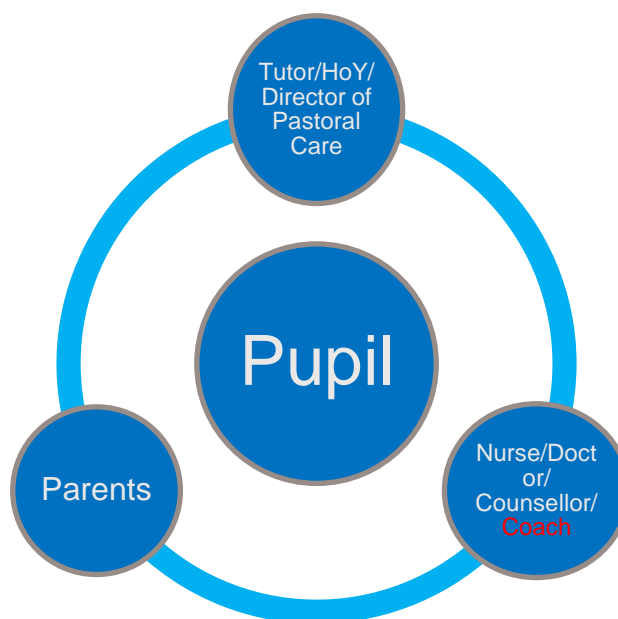 Tutor/HoY/
Director of
Pastoral
Care
Pupil
Parents
Nurse/Doct
or/
Counsellor/
Coach